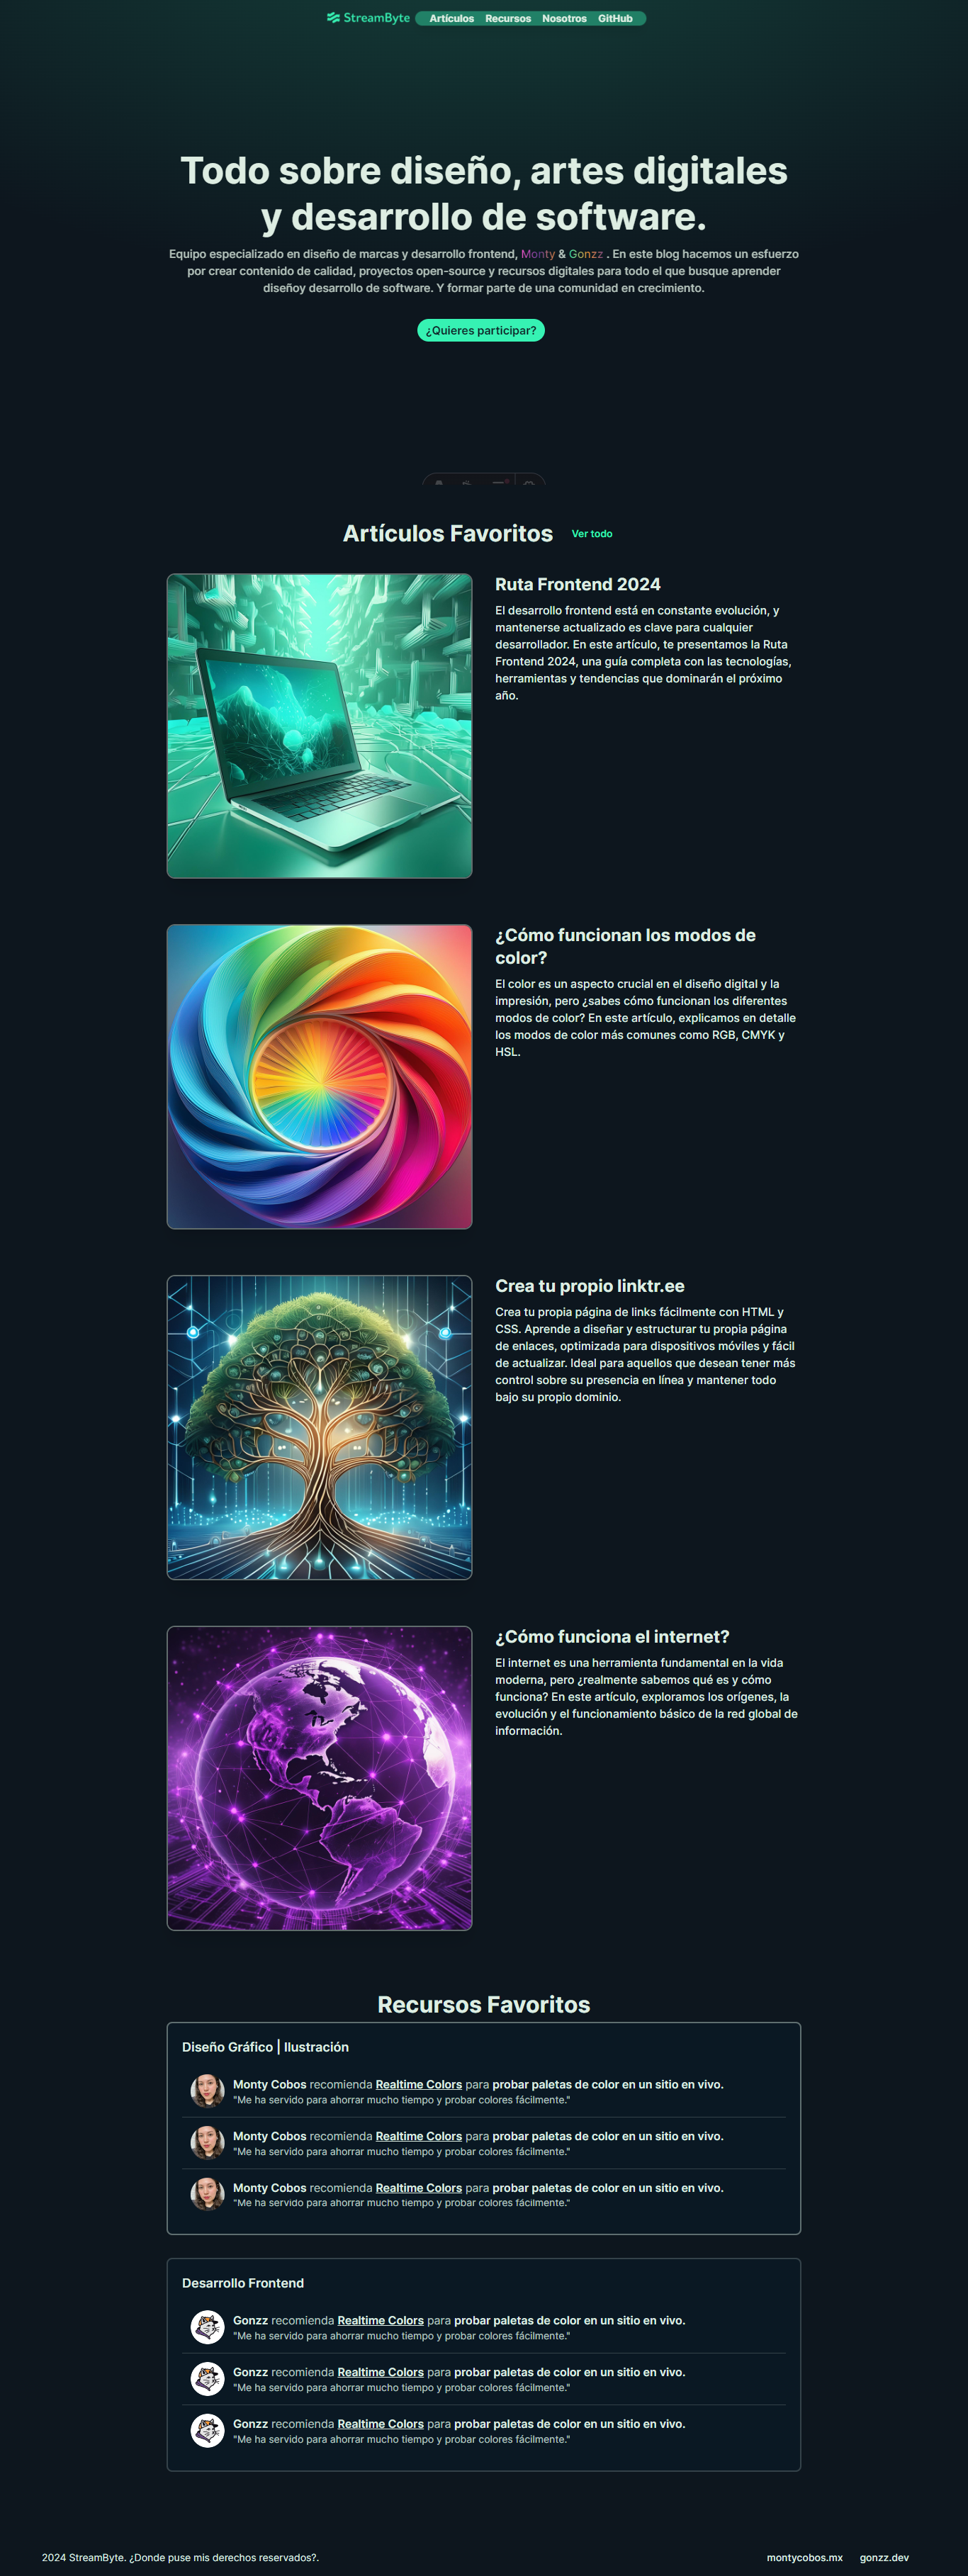 StreamByte Artículos Recursos Nosotros GitHub
Todo sobre diseño, artes digitales
y desarrollo de software.
Equipo especializado en diseño de marcas y desarrollo frontend, Monty & Gonzz . En este blog hacemos un esfuerzo
por crear contenido de calidad, proyectos open-source y recursos digitales para todo el que busque aprender
diseñoy desarrollo de software. Y formar parte de una comunidad en crecimiento.
¿Quieres participar?
Artículos Favoritos Ver todo
Ruta Frontend 2024
El desarrollo frontend está en constante evolución, y
mantenerse actualizado es clave para cualquier
desarrollador. En este artículo, te presentamos la Ruta
Frontend 2024, una guía completa con las tecnologías,
herramientas y tendencias que dominarán el próximo
año.
¿Cómo funcionan los modos de
color?
El color es un aspecto crucial en el diseño digital y la
impresión, pero ¿sabes cómo funcionan los diferentes
modos de color? En este artículo, explicamos en detalle
los modos de color más comunes como RGB, CMYK y
HSL.
Crea tu propio linktr.ee
Crea tu propia página de links fácilmente con HTML y
CSS. Aprende a diseñar y estructurar tu propia página
de enlaces, optimizada para dispositivos móviles y fácil
de actualizar. Ideal para aquellos que desean tener más
control sobre su presencia en línea y mantener todo
bajo su propio dominio.
¿Cómo funciona el internet?
El internet es una herramienta fundamental en la vida
moderna, pero ¿realmente sabemos qué es y cómo
funciona? En este artículo, exploramos los orígenes, la
evolución y el funcionamiento básico de la red global de
información.
Recursos Favoritos
Diseño Gráfico | Ilustración
Monty Cobos recomienda Realtime Colors para probar paletas de color en un sitio en vivo.
"Me ha servido para ahorrar mucho tiempo y probar colores fácilmente."
Monty Cobos recomienda Realtime Colors para probar paletas de color en un sitio en vivo.
"Me ha servido para ahorrar mucho tiempo y probar colores fácilmente."
Monty Cobos recomienda Realtime Colors para probar paletas de color en un sitio en vivo.
"Me ha servido para ahorrar mucho tiempo y probar colores fácilmente."
Desarrollo Frontend
Gonzz recomienda Realtime Colors para probar paletas de color en un sitio en vivo.
"Me ha servido para ahorrar mucho tiempo y probar colores fácilmente."
Gonzz recomienda Realtime Colors para probar paletas de color en un sitio en vivo.
"Me ha servido para ahorrar mucho tiempo y probar colores fácilmente."
Gonzz recomienda Realtime Colors para probar paletas de color en un sitio en vivo.
"Me ha servido para ahorrar mucho tiempo y probar colores fácilmente."
2024 StreamByte. ¿Donde puse mis derechos reservados?. montycobos.mx gonzz.dev